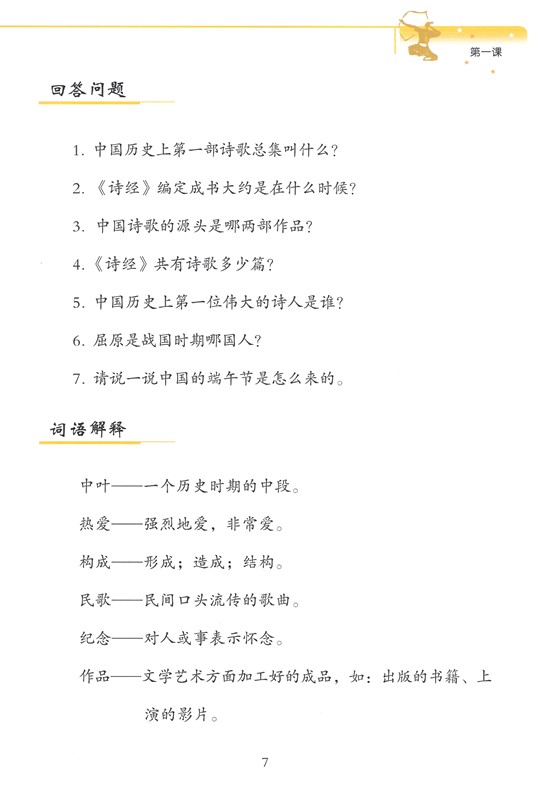 第一课
回答问题
1. 中国历史上第一部诗歌总集叫什么？
2. 《诗经》编定成书大约是在什么时候？
3. 中国诗歌的源头是哪两部作品？
4.《诗经》共有诗歌多少篇？
5. 中国历史上第一位伟大的诗人是谁？
6. 屈原是战国时期哪国人？
7. 请说一说中国的端午节是怎么来的。
词语解释
中叶——一个历史时期的中段。
热爱——强烈地爱，非常爱。
构成——形成；造成；结构。
民歌——民间口头流传的歌曲。
纪念——对人或事表示怀念。
作品——文学艺术方面加工好的成品，如：出版的书籍、上
演的影片。
7